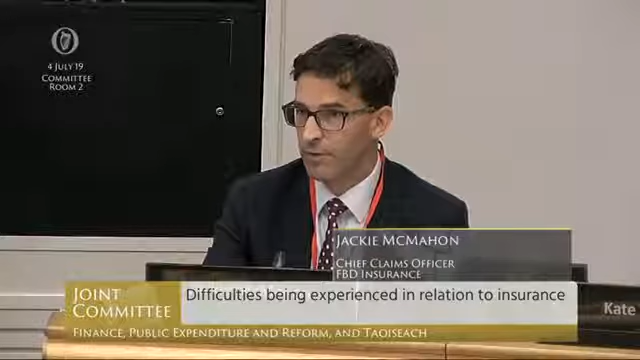 4 July 19
Committee
Room 2
Jackie McMahon
Chief Claims Officer
FBD Insurance
Joint
Committee
Difficulties being experienced in relation to insurance
Kate
Finance, Public Expenditure and Reform, and Taoiseach